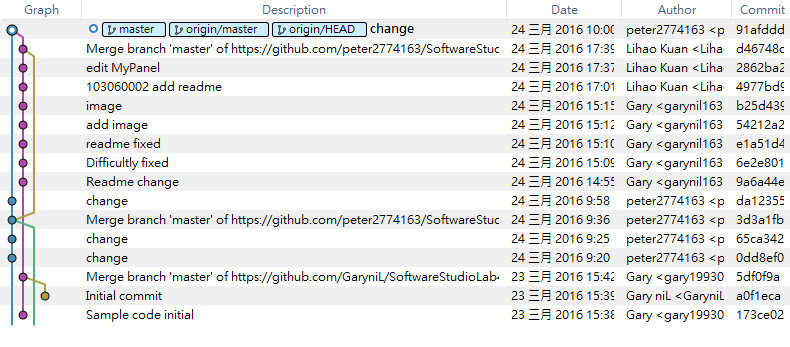 Graph Description Date Author Commit
master origin/master origin/HEAD change 24 三月 2016 10:00 peter2774163 <p 91afddd
Merge branch 'master' of https://github.com/peter2774163/SoftwareStuc 24 三月 2016 17:39 Lihao Kuan <Liha d46748c
edit MyPanel 24 三月 2016 17:37 Lihao Kuan <Liha 2862ba2
103060002 add readme 24 三月 2016 17:01 Lihao Kuan <Liha 4977bd9
image 24 三月 2016 15:15 Gary <garynil163 b25d439
add image 24 三月 2016 15:12 Gary <garynil163 54212a2
readme fixed 24 三月 2016 15:10 Gary <garynil163 e1a51d4
Difficultly fixed 24 三月 2016 15:09 Gary <garynil163 6e2e801
Readme change 24 三月 2016 14:55 Gary <garynil163 9a6a44e
change 24 三月 2016 9:58 peter2774163 <p da12355
Merge branch 'master' of https://github.com/peter2774163/SoftwareStuc 24 三月 2016 9:36 peter2774163 <p 3d3a1fb
change 24 三月 2016 9:25 peter2774163 <p 65ca342
change 24 三月 2016 9:20 peter2774163 <p 0dd8ef0
Merge branch 'master' of https://github.com/GaryniL/SoftwareStudioLab 23 三月 2016 15:42 Gary <gary19930 5df0f9a
Initial commit 23 三月 2016 15:39 Gary niL <GaryniL a0f1eca
Sample code initial 23 三月 2016 15:38 Gary <gary19930 173ce02